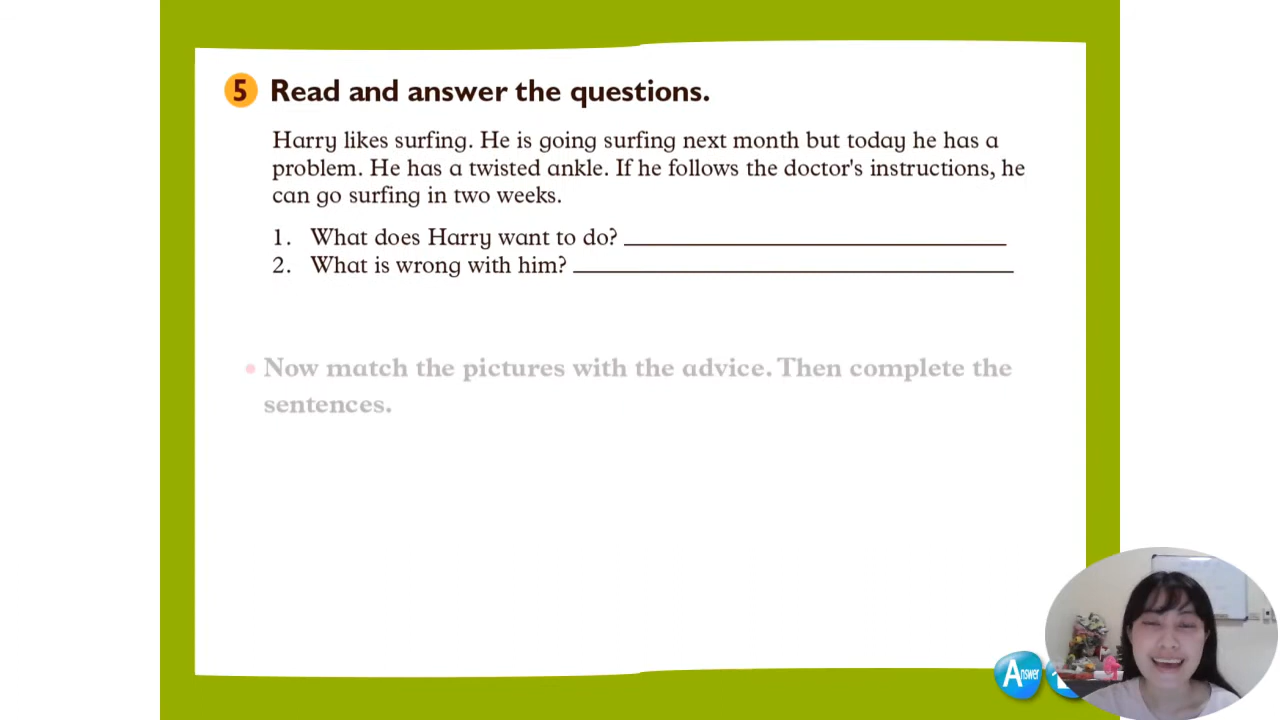 5 Read and answer the questions.
Harry likes surfing. He is going surfing next month but today he has a
problem. He has a twisted ankle. If he follows the doctor's instructions, he
can go surfing in two weeks.
1. What does Harry want to do?
2. What is wrong with him?
• Now match the pictures with the advice. Then complete the
sentences.
Answer